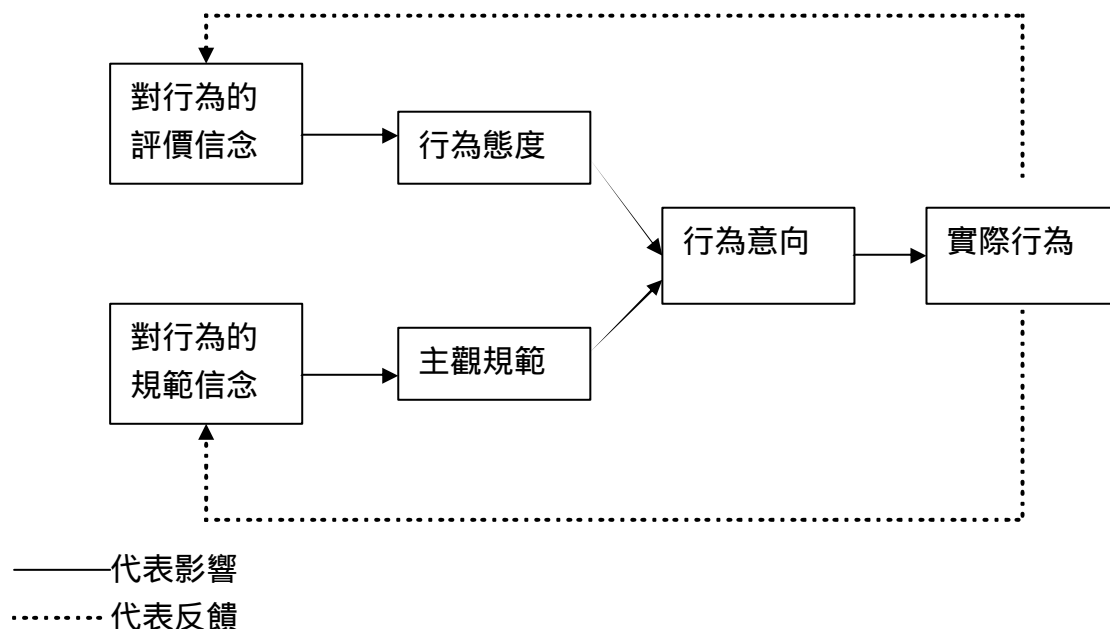 對行為的
評價信念
行為態度
行為意向
實際行為
對行為的
規範信念
主觀規範
代表影響
代表反饋